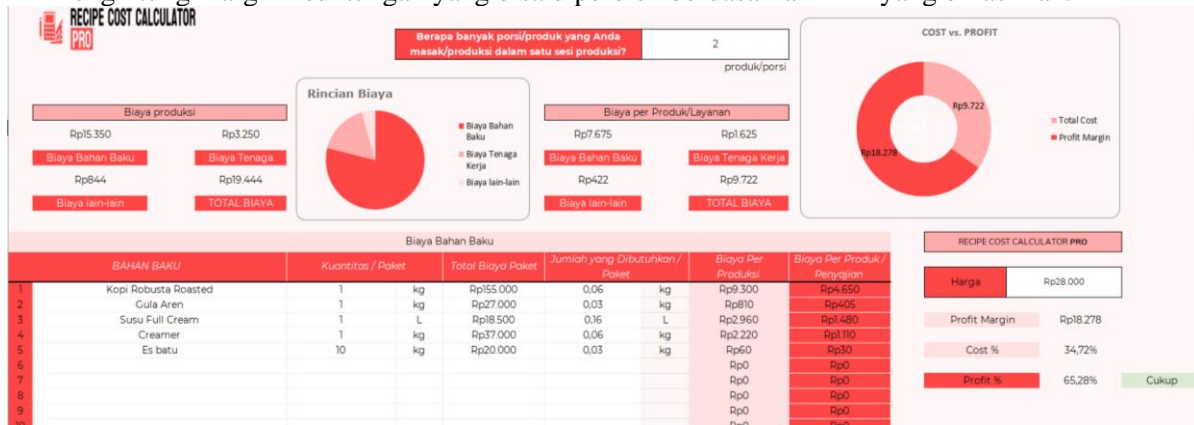 RECIPE COST CALCULATOR
PRO
Berapa banyak porsi/produk yang Anda
masak/produksi dalam satu sesi produksi?
2
produk/porsi
COST vs. PROFIT
Rp9.722
Rp18.278
Total Cost
Profit Margin
Biaya produksi
Rp15.350 Rp3.250
Biaya Bahan Baku Biaya Tenaga
Rp844 Rp19.444
Biaya lain-lain TOTAL BIAYA
Rincian Biaya
Biaya Bahan
Baku
Biaya Tenaga
Kerja
Biaya lain-lain
Biaya per Produk/Layanan
Rp7.675 Rp1.625
Biaya Bahan Baku Biaya Tenaga Kerja
Rp422 Rp9.722
Biaya lain-lain TOTAL BIAYA
Biaya Bahan Baku
BAHAN BAKU Kuantitas / Paket Total Biaya Paket Jumlah yang Dibutuhkan / Paket Biaya Per Produksi Biaya Per Produk / Penyajian
1 Kopi Robusta Roasted 1 kg Rp155.000 0,06 kg Rp9.300 Rp4.650
2 Gula Aren 1 kg Rp27.000 0,03 kg Rp810 Rp405
3 Susu Full Cream 1 L Rp18.500 0,16 L Rp2.960 Rp1.480
4 Creamer 1 kg Rp37.000 0,06 kg Rp2.220 Rp1.110
5 Es batu 10 kg Rp20.000 0,03 kg Rp60 Rp30
6 Rp0 Rp0
7 Rp0 Rp0
8 Rp0 Rp0
9 Rp0 Rp0
10 Rp0 Rp0
RECIPE COST CALCULATOR PRO
Harga Rp28.000
Profit Margin Rp18.278
Cost % 34,72%
Profit % 65,28% Cukup